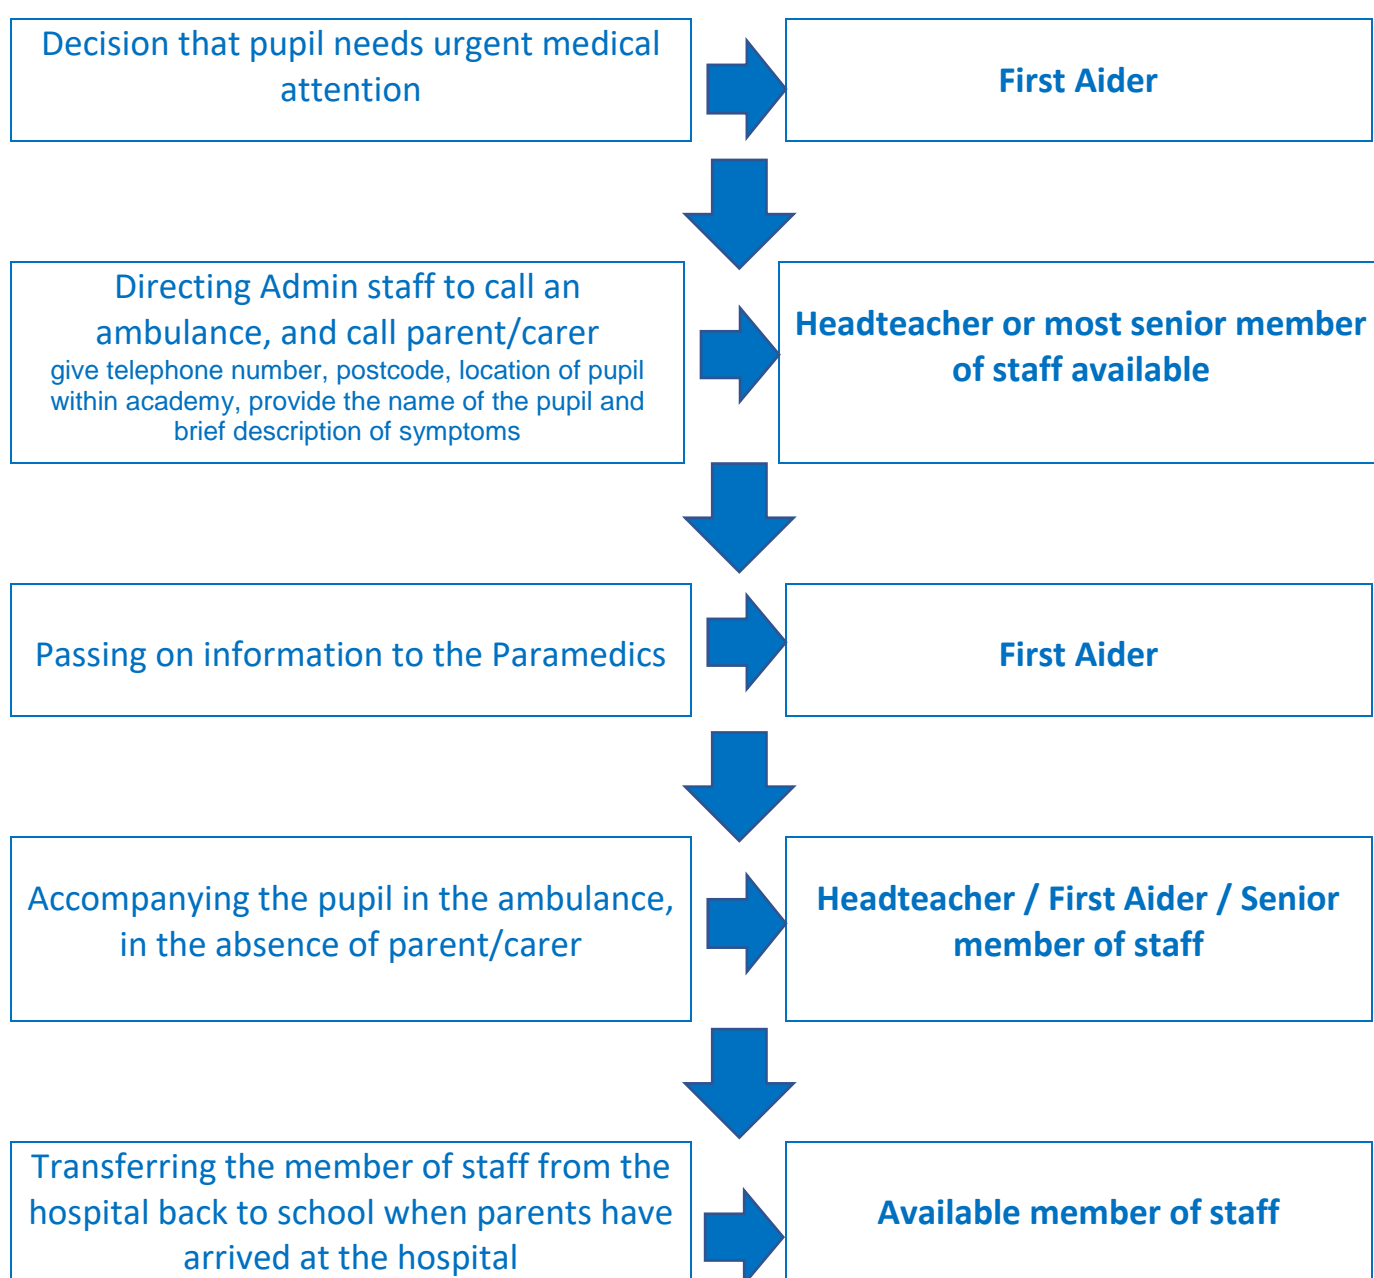 Decision that pupil needs urgent medical
attention
First Aider
Directing Admin staff to call an
ambulance, and call parent/carer
give telephone number, postcode, location of pupil
within academy, provide the name of the pupil and
brief description of symptoms
Headteacher or most senior member
of staff available
Passing on information to the Paramedics
First Aider
Accompanying the pupil in the ambulance,
in the absence of parent/carer
Headteacher / First Aider / Senior
member of staff
Transferring the member of staff from the
hospital back to school when parents have
arrived at the hospital
Available member of staff